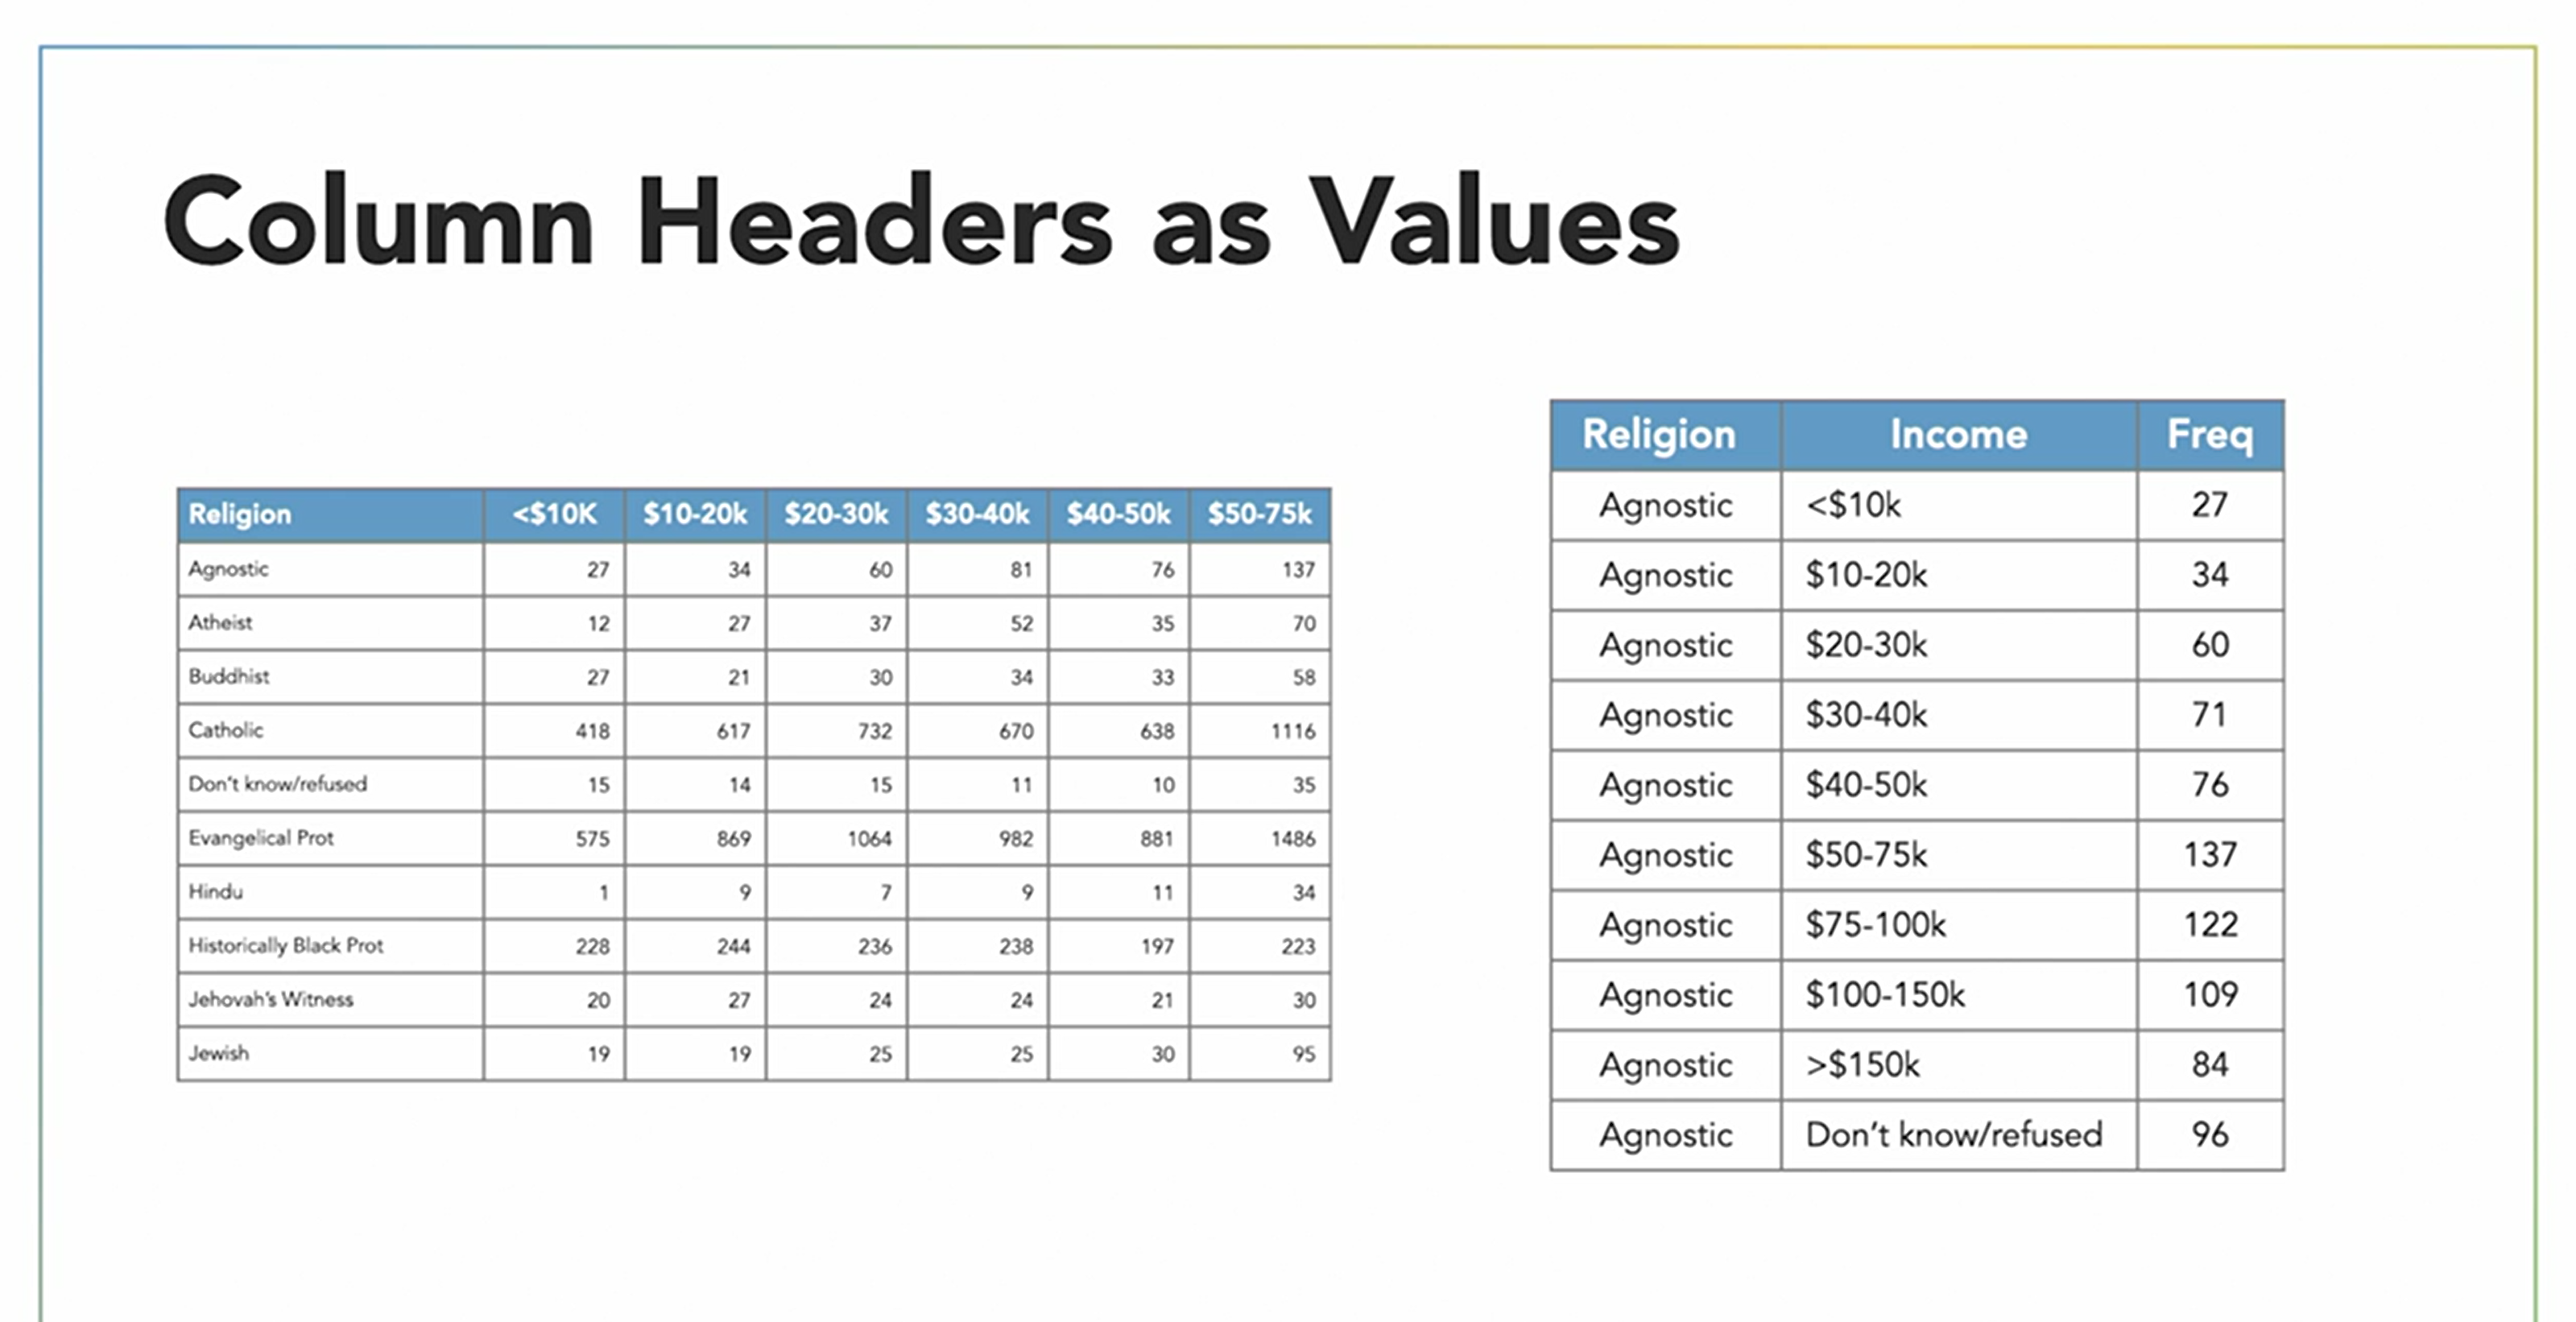 Column Headers as Values
Religion <$10K $10-20k $20-30k $30-40k $40-50k $50-75k
Agnostic 27 34 60 81 76 137
Atheist 12 27 37 52 35 70
Buddhist 27 21 30 34 33 58
Catholic 418 617 732 670 638 1116
Don't know/refused 15 14 15 11 10 35
Evangelical Prot 575 869 1064 982 881 1486
Hindu 1 9 7 9 11 34
Historically Black Prot 228 244 236 238 197 223
Jehovah's Witness 20 27 24 24 21 30
Jewish 19 19 25 25 30 95
Religion Income Freq
Agnostic <$10k 27
Agnostic $10-20k 34
Agnostic $20-30k 60
Agnostic $30-40k 71
Agnostic $40-50k 76
Agnostic $50-75k 137
Agnostic $75-100k 122
Agnostic $100-150k 109
Agnostic >$150k 84
Agnostic Don't know/refused 96